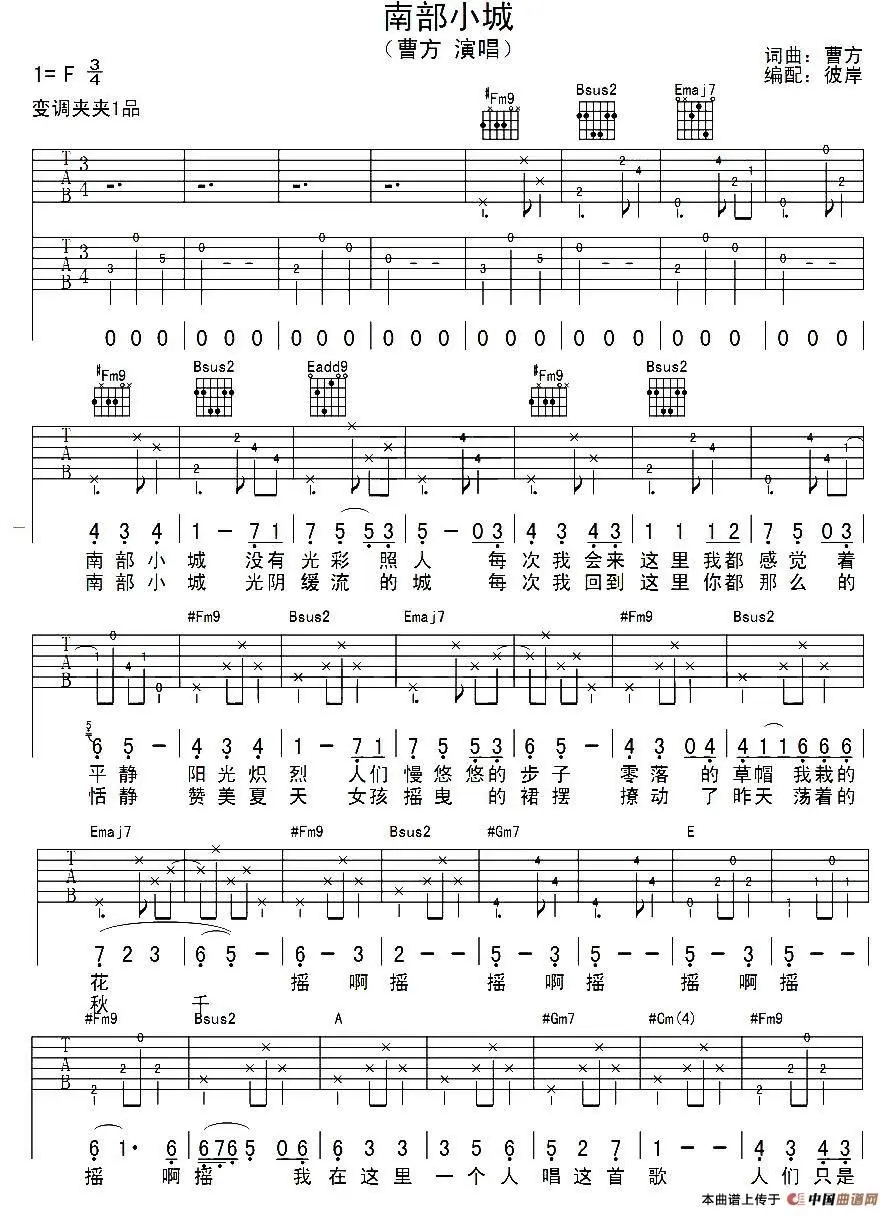 南部小城
（曹方 演唱）
词曲：曹方
1= F 3/4
编配：彼岸
变调夹夹1品
#Fm9 Bsus2 Emaj7
0 0 0 0 0 0 0 0 0 0 0 0 0 0 0 0 0 0 0 0 0 0 0 0
#Fm9 Bsus2 Eadd9 #Fm9 Bsus2
4 3 4 1 - 7 1 7 5 5 3 5 - 0 3 4 3 4 3 1 1 1 2 7 5 0 3
南部小城 没有光彩 照人 每次我会来这里我都感觉着
南部小城 光阴缓流的城 每次我回到这里你都那么的
#Fm9 Bsus2 Emaj7 #Fm9 Bsus2
6 5 - 4 3 4 1 - 7 1 7 5 5 3 6 5 - 4 3 0 4 4 1 1 6 6 6
平静 阳光炽烈 人们慢悠悠的步子 零落的草帽我栽的
恬静 赞美夏天 女孩摇曳的裙摆 撩动了昨天荡着的
Emaj7 #Fm9 Bsus2 #Gm7 E
7 2 3 6 5 - 6 - 3 2 - - 5 - 3 5 - - 5 - 3 5 - -
花 摇啊摇 摇啊摇 摇啊摇
秋 千
#Fm9 Bsus2 A #Gm7 #Cm(4) #Fm9
6 1· 6 6 7 6 5 0 6 6 3 3 2 3 3 5 2 7 1 - - 4 3 4 3
摇 啊摇 我在这里一个人唱这首歌 人们只是
本曲谱上传于 中国曲谱网